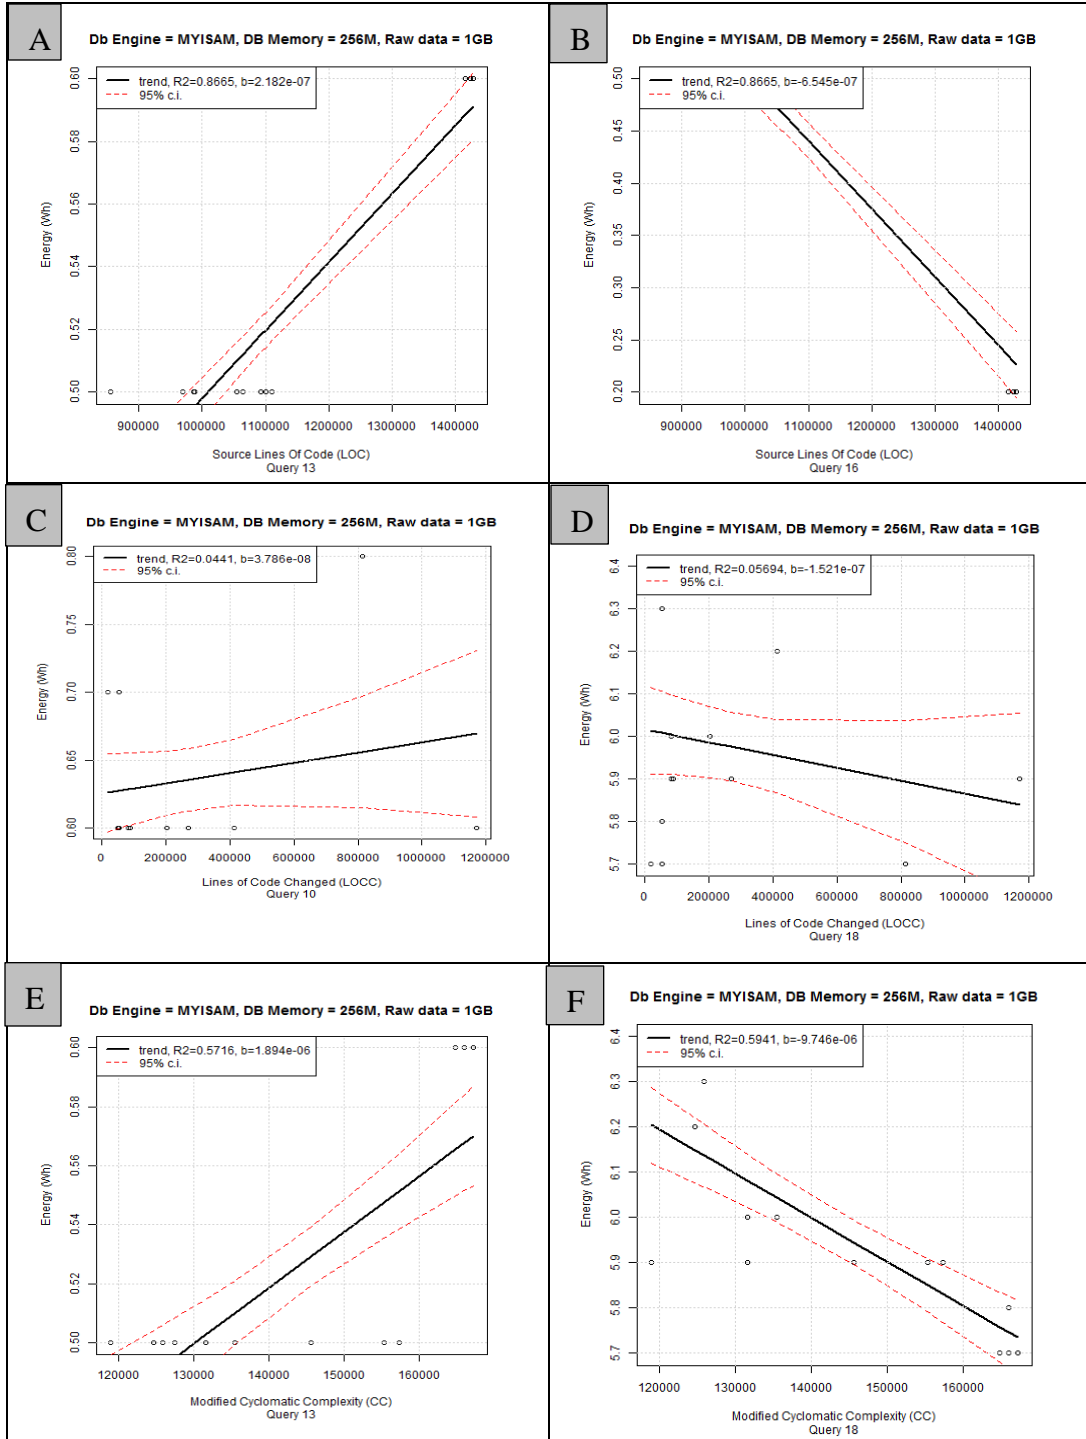 A
Db Engine = MYISAM, DB Memory = 256M, Raw data = 1GB
trend, R2=0.8665, b=2.182e-07
95% c.i.
Energy (Wh)
0.60
0.58
0.56
0.54
0.52
0.50
900000 1000000 1100000 1200000 1300000 1400000
Source Lines Of Code (LOC)
Query 13
B
Db Engine = MYISAM, DB Memory = 256M, Raw data = 1GB
trend, R2=0.8665, b=-6.545e-07
95% c.i.
Energy (Wh)
0.50
0.45
0.40
0.35
0.30
0.25
0.20
900000 1000000 1100000 1200000 1300000 1400000
Source Lines Of Code (LOC)
Query 16
C
Db Engine = MYISAM, DB Memory = 256M, Raw data = 1GB
trend, R2=0.0441, b=3.786e-08
95% c.i.
Energy (Wh)
0.80
0.75
0.70
0.65
0.60
0 200000 400000 600000 800000 1000000 1200000
Lines of Code Changed (LOCC)
Query 10
D
Db Engine = MYISAM, DB Memory = 256M, Raw data = 1GB
trend, R2=0.05694, b=-1.521e-07
95% c.i.
Energy (Wh)
6.4
6.3
6.2
6.1
6.0
5.9
5.8
5.7
0 200000 400000 600000 800000 1000000 1200000
Lines of Code Changed (LOCC)
Query 18
E
Db Engine = MYISAM, DB Memory = 256M, Raw data = 1GB
trend, R2=0.5716, b=1.894e-06
95% c.i.
Energy (Wh)
0.60
0.58
0.56
0.54
0.52
0.50
120000 130000 140000 150000 160000
Modified Cyclomatic Complexity (CC)
Query 13
F
Db Engine = MYISAM, DB Memory = 256M, Raw data = 1GB
trend, R2=0.5941, b=-9.746e-06
95% c.i.
Energy (Wh)
6.4
6.3
6.2
6.1
6.0
5.9
5.8
5.7
120000 130000 140000 150000 160000
Modified Cyclomatic Complexity (CC)
Query 18